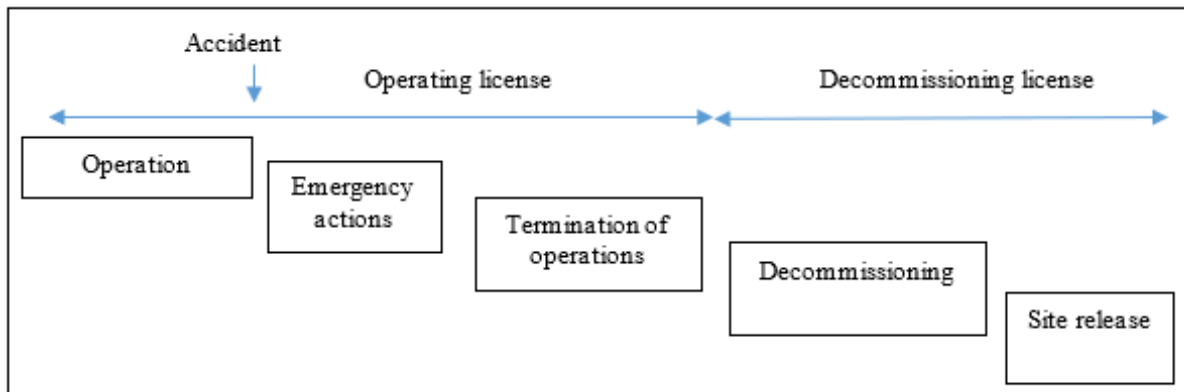 Accident
Operating license
Decommissioning license
Operation
Emergency
actions
Termination of
operations
Decommissioning
Site release